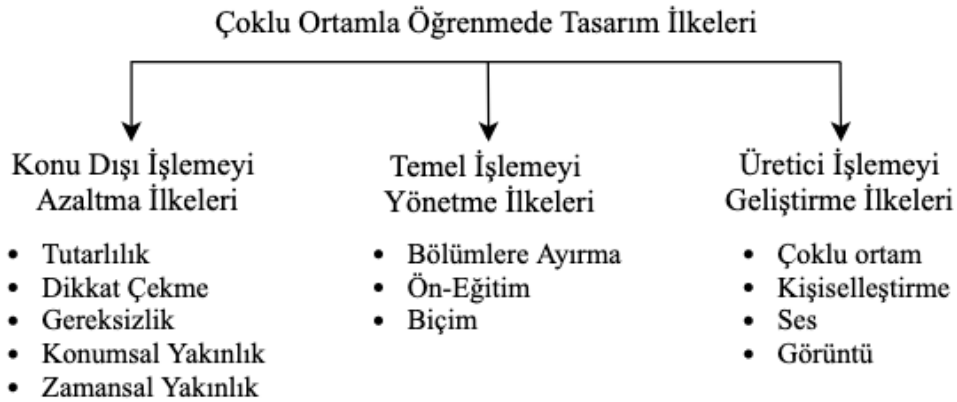 Çoklu Ortamla Öğrenmede Tasarım İlkeleri
Konu Dışı İşlemeyi
Azaltma İlkeleri
• Tutarlılık
• Dikkat Çekme
• Gereksizlik
• Konumsal Yakınlık
• Zamansal Yakınlık
Temel İşlemeyi
Yönetme İlkeleri
• Bölümlere Ayırma
• Ön-Eğitim
• Biçim
Üretici İşlemeyi
Geliştirme İlkeleri
• Çoklu ortam
• Kişiselleştirme
• Ses
• Görüntü